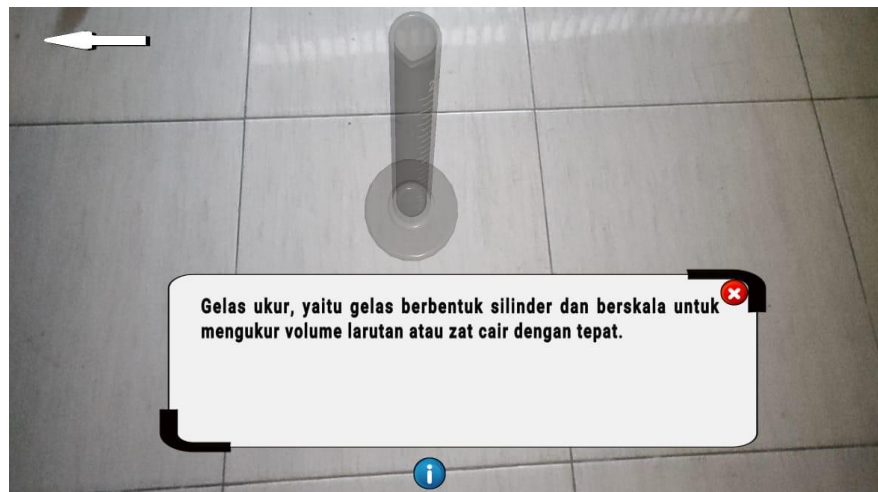 Gelas ukur, yaitu gelas berbentuk silinder dan berskala untuk
mengukur volume larutan atau zat cair dengan tepat.